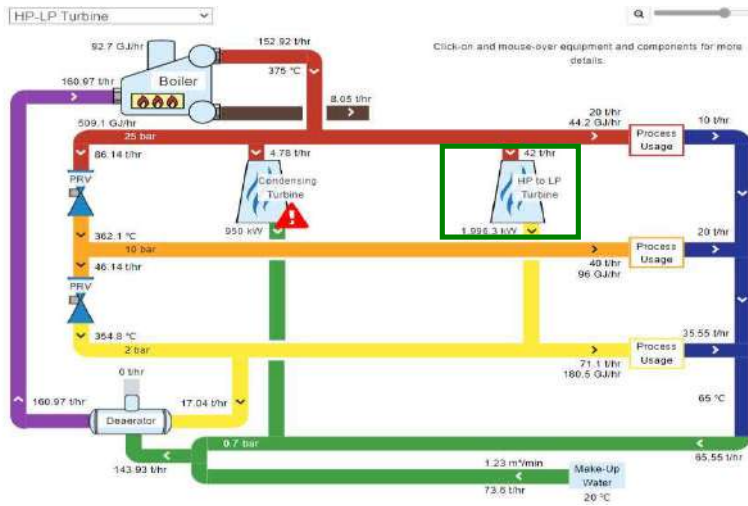 HP-LP Turbine
92.7 GJ/hr
152.92 t/hr
Click-on and mouse-over equipment and components for more
details.
160.97 t/hr
Boiler
375 °C
8.05 t/hr
509.1 GJ/hr
25 bar
20 t/hr
44.2 GJ/hr
Process
Usage
10 t/hr
86.14 t/hr
4.78 t/hr
42 t/hr
PRV
Condensing
Turbine
HP to LP
Turbine
950 kW
1,996.3 kW
362.1 °C
10 bar
46.14 t/hr
40 t/hr
96 GJ/hr
Process
Usage
20 t/hr
PRV
354.8 °C
2 bar
71.1 t/hr
180.5 GJ/hr
Process
Usage
35.55 t/hr
0 t/hr
65 °C
160.97 t/hr
Deaerator
17.04 t/hr
0.7 bar
65.55 t/hr
143.93 t/hr
1.23 m³/min
73.6 t/hr
Make-Up
Water
20 °C